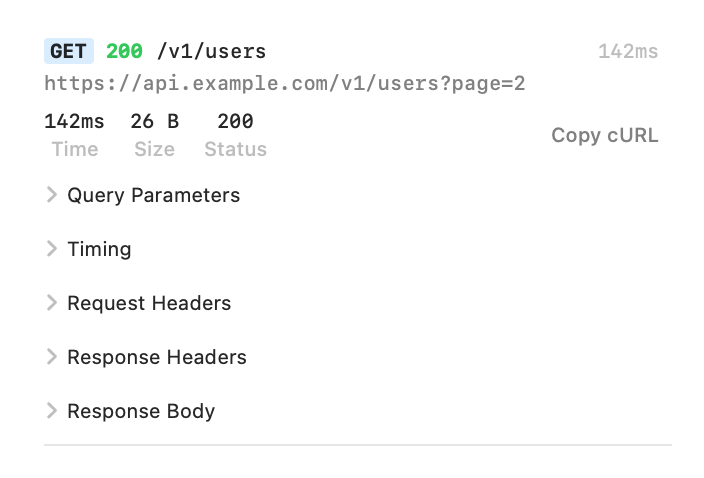 GET 200 /v1/users 142ms
https://api.example.com/v1/users?page=2
142ms 26 B 200
Time Size Status Copy cURL
Query Parameters
Timing
Request Headers
Response Headers
Response Body